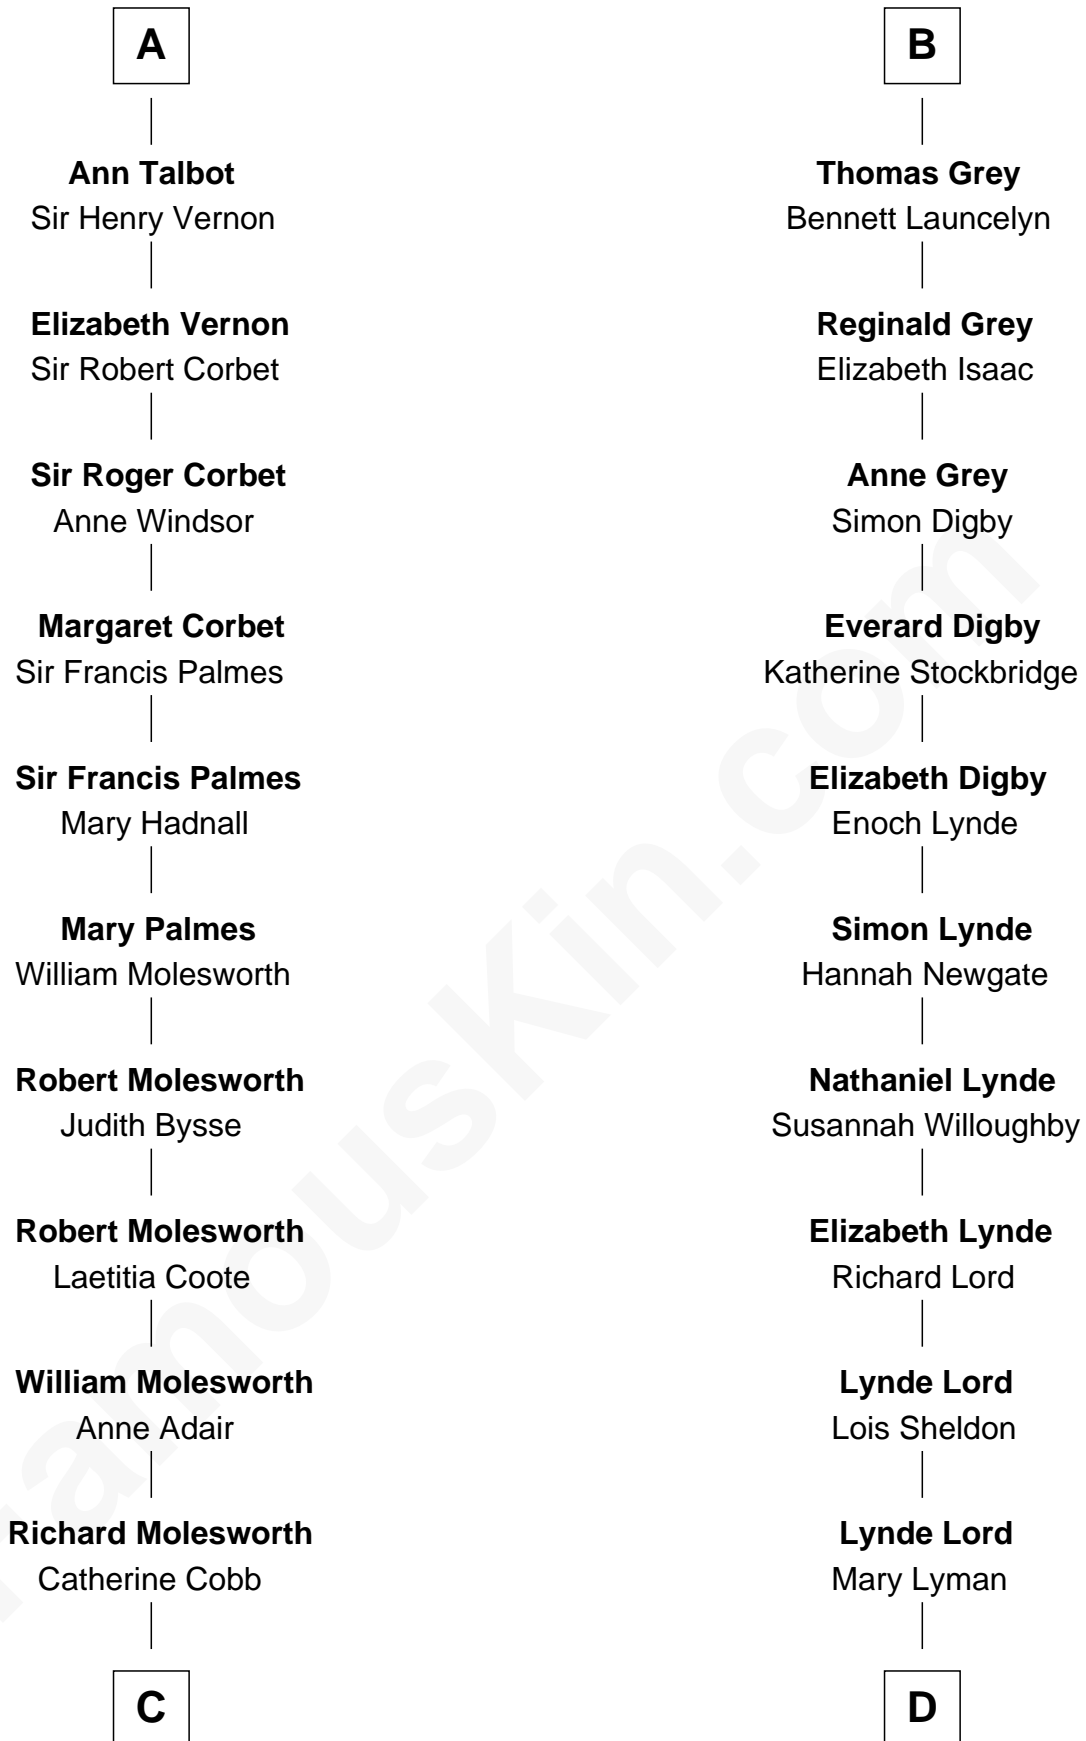 A
Ann Talbot
Sir Henry Vernon
Elizabeth Vernon
Sir Robert Corbet
Sir Roger Corbet
Anne Windsor
Margaret Corbet
Sir Francis Palmes
Sir Francis Palmes
Mary Hadnall
Mary Palmes
William Molesworth
Robert Molesworth
Judith Bysse
Robert Molesworth
Laetitia Coote
William Molesworth
Anne Adair
Richard Molesworth
Catherine Cobb
C
B
Thomas Grey
Bennett Launcelyn
Reginald Grey
Elizabeth Isaac
Anne Grey
Simon Digby
Everard Digby
Katherine Stockbridge
Elizabeth Digby
Enoch Lynde
Simon Lynde
Hannah Newgate
Nathaniel Lynde
Susannah Willoughby
Elizabeth Lynde
Richard Lord
Lynde Lord
Lois Sheldon
Lynde Lord
Mary Lyman
D
FamousKin.com